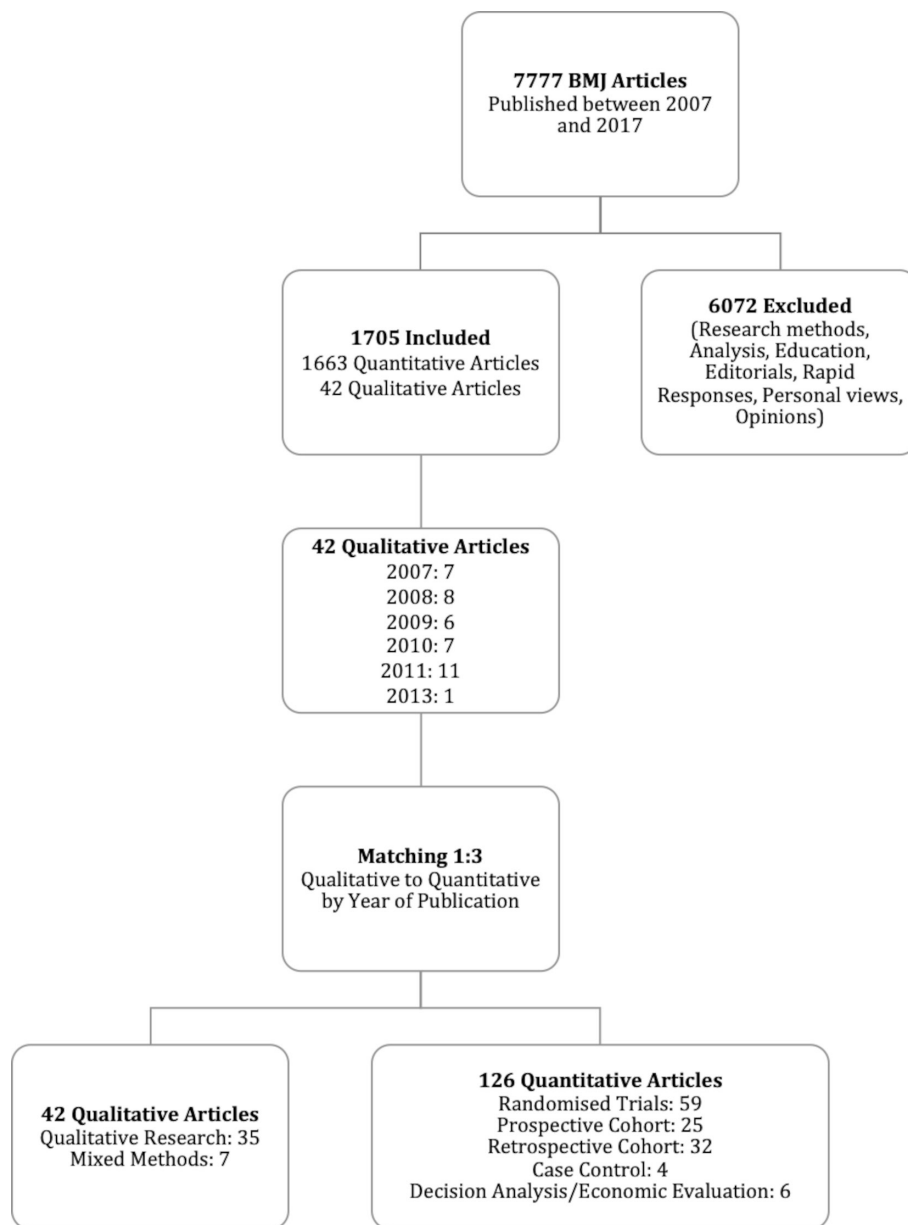 7777 BMJ Articles
Published between 2007
and 2017
1705 Included
1663 Quantitative Articles
42 Qualitative Articles
6072 Excluded
(Research methods,
Analysis, Education,
Editorials, Rapid
Responses, Personal views,
Opinions)
42 Qualitative Articles
2007: 7
2008: 8
2009: 6
2010: 7
2011: 11
2013: 1
Matching 1:3
Qualitative to Quantitative
by Year of Publication
42 Qualitative Articles
Qualitative Research: 35
Mixed Methods: 7
126 Quantitative Articles
Randomised Trials: 59
Prospective Cohort: 25
Retrospective Cohort: 32
Case Control: 4
Decision Analysis/Economic Evaluation: 6